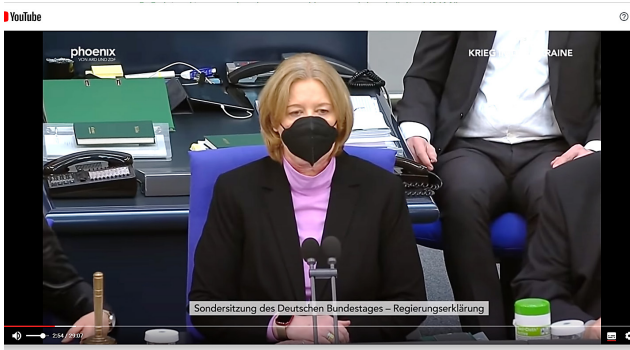 YouTube
phoenix
VON ARD UND ZDF
KRIEG
RAINE
Sondersitzung des Deutschen Bundestages – Regierungserklärung
2:54 / 29:07